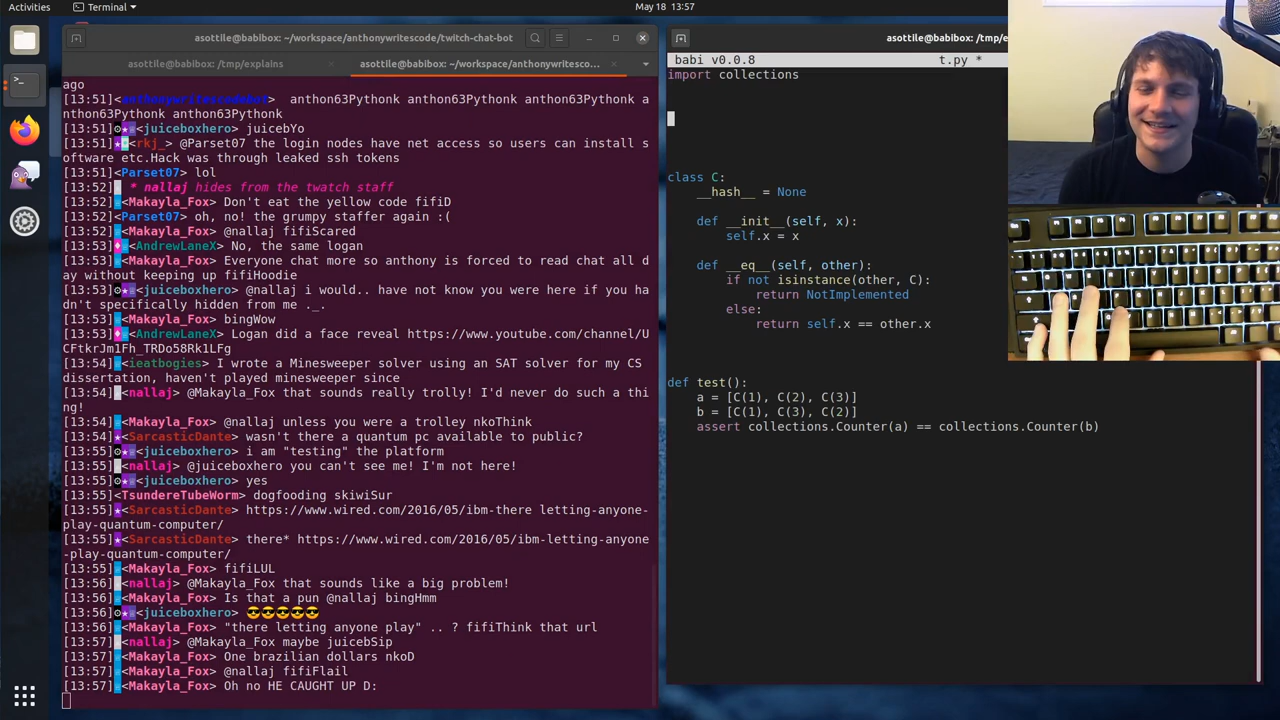 Activities
Terminal
May 18 13:57
asottile@babibox: ~/workspace/anthonywritescode/twitch-chat-bot
asottile@babibox: /tmp/explains
asottile@babibox: ~/workspace/anthonywritesco...
ago
[13:51] <anthonywritescodebot> anthon63Pythonk anthon63Pythonk anthon63Pythonk a
nthon63Pythonk anthon63Pythonk
[13:51] <juiceboxhero> juicebYo
[13:51] <rkj_> @Parset07 the login nodes have net access so users can install s
oftware etc.Hack was through leaked ssh tokens
[13:51] <Parset07> lol
[13:52] * nallaj hides from the twatch staff
[13:52] <Makayla_Fox> Don't eat the yellow code fifiD
[13:52] <Parset07> oh, no! the grumpy staffer again :(
[13:52] <Makayla_Fox> @nallaj fifiScared
[13:53] <AndrewLaneX> No, the same logan
[13:53] <Makayla_Fox> Everyone chat more so anthony is forced to read chat all d
ay without keeping up fifiHoodie
[13:53] <juiceboxhero> @nallaj i would.. have not know you were here if you ha
dn't specifically hidden from me ._.
[13:53] <Makayla_Fox> bingWow
[13:53] <AndrewLaneX> Logan did a face reveal https://www.youtube.com/channel/U
CFtkrJm1Fh_TRDo58Rk1LFg
[13:54] <ieatbogies> I wrote a Minesweeper solver using an SAT solver for my CS
dissertation, haven't played minesweeper since
[13:54] <nallaj> @Makayla_Fox that sounds really trolly! I'd never do such a thi
ng!
[13:54] <Makayla_Fox> @nallaj unless you were a trolley nkoThink
[13:54] <SarcasticDante> wasn't there a quantum pc available to public?
[13:55] <juiceboxhero> i am "testing" the platform
[13:55] <nallaj> @juiceboxhero you can't see me! I'm not here!
[13:55] <juiceboxhero> yes
[13:55] <TsundereTubeWorm> dogfooding skiwiSur
[13:55] <SarcasticDante> https://www.wired.com/2016/05/ibm-there letting-anyone-
play-quantum-computer/
[13:55] <SarcasticDante> there* https://www.wired.com/2016/05/ibm-letting-anyone
-play-quantum-computer/
[13:55] <Makayla_Fox> fifiLUL
[13:56] <nallaj> @Makayla_Fox that sounds like a big problem!
[13:56] <Makayla_Fox> Is that a pun @nallaj bingHmm
[13:56] <juiceboxhero> 😎😎😎😎😎
[13:56] <Makayla_Fox> "there letting anyone play" .. ? fifiThink that url
[13:57] <nallaj> @Makayla_Fox maybe juicebSip
[13:57] <Makayla_Fox> One brazilian dollars nkoD
[13:57] <Makayla_Fox> @nallaj fifiFlail
[13:57] <Makayla_Fox> Oh no HE CAUGHT UP D:
asottile@babibox: /tmp/e
babi v0.0.8 t.py *
import collections
class C:
__hash__ = None
def __init__(self, x):
self.x = x
def __eq__(self, other):
if not isinstance(other, C):
return NotImplemented
else:
return self.x == other.x
def test():
a = [C(1), C(2), C(3)]
b = [C(1), C(3), C(2)]
assert collections.Counter(a) == collections.Counter(b)